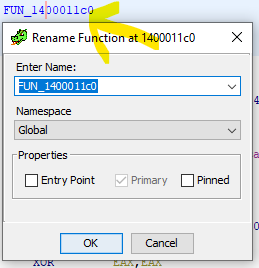 FUN_1400011c0
Rename Function at 1400011c0
Enter Name:
FUN_1400011c0
Namespace
Global
Properties
Entry Point Primary Pinned
OK Cancel
XOR EAX,EAX